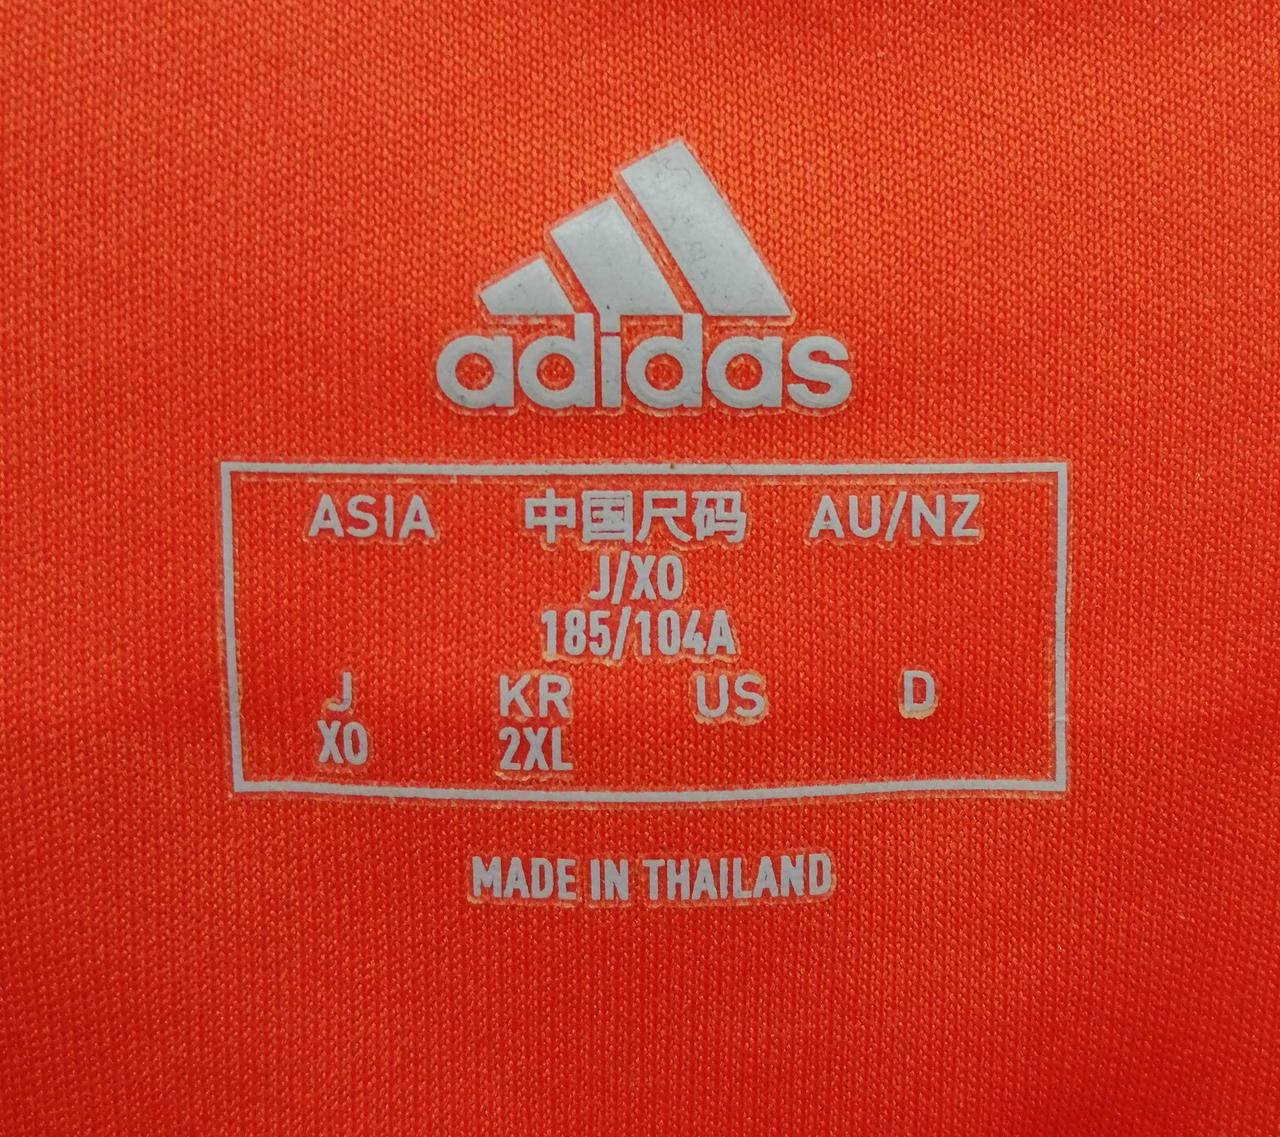 adidas
ASIA 中国尺码 AU/NZ
J/XO
185/104A
J KR US D
XO 2XL
MADE IN THAILAND